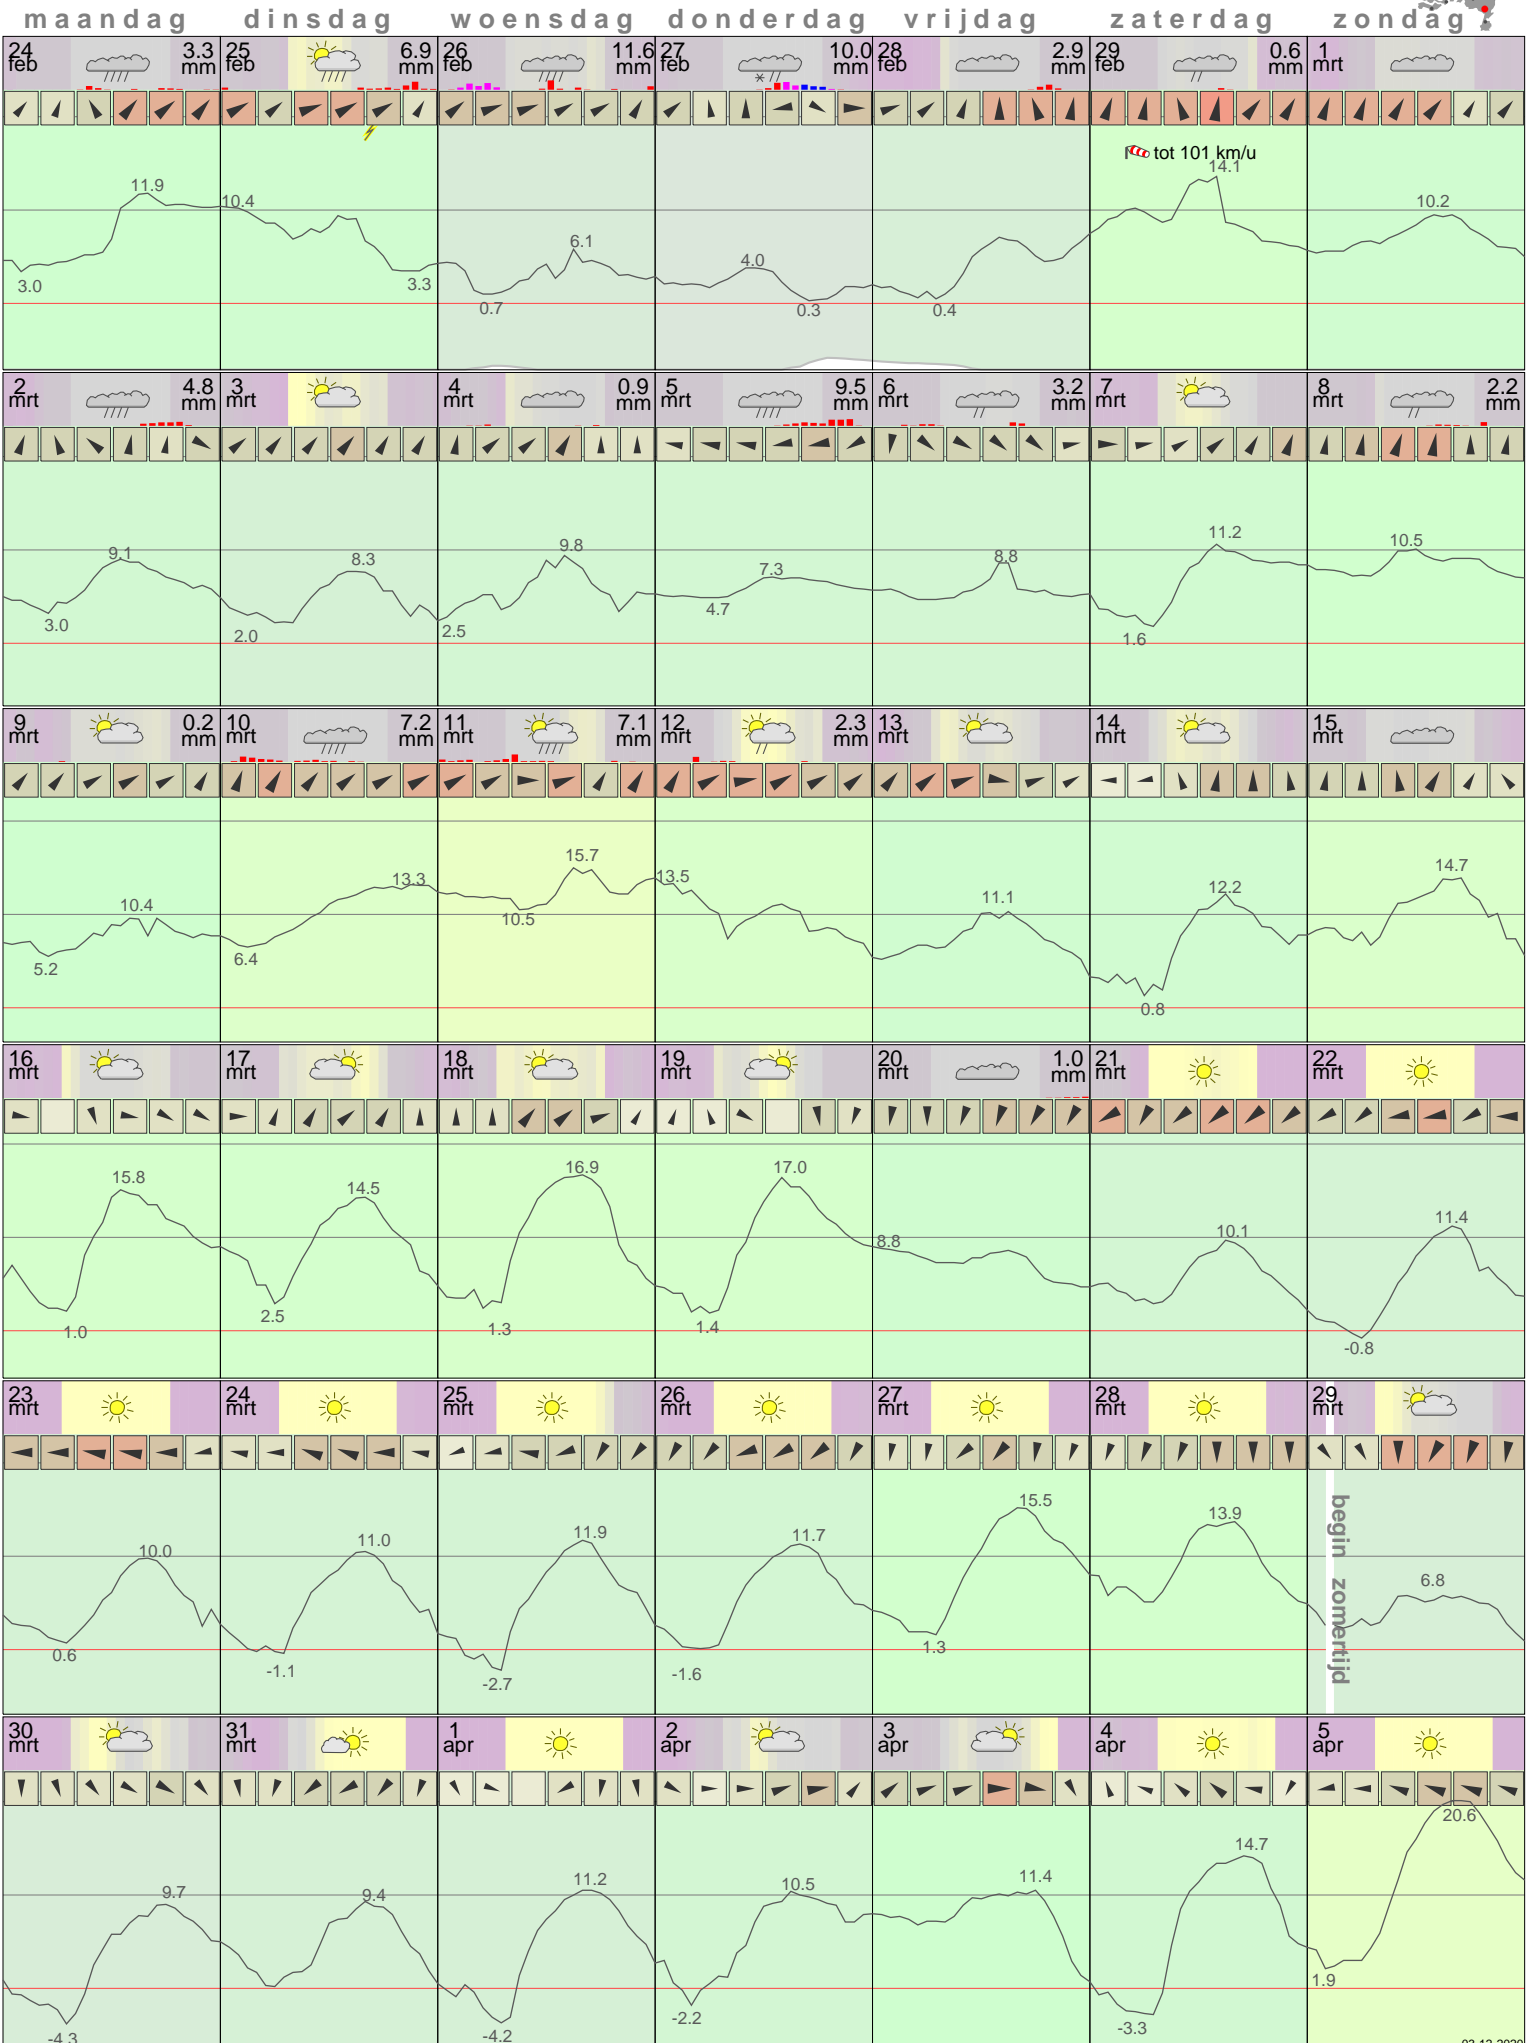 maandag dinsdag woensdag donderdag vrijdag zaterdag zondag
24 feb 3.3 mm 25 feb 6.9 mm 26 feb 11.6 mm 27 feb 10.0 mm 28 feb 2.9 mm 29 feb 0.6 mm 1 mrt
tot 101 km/u
14.1
11.9 10.4 10.2
6.1
4.0
3.0 3.3
0.7 0.3 0.4
2 mrt 4.8 mm 3 mrt 4 mrt 0.9 mm 5 mrt 9.5 mm 6 mrt 3.2 mm 7 mrt 8 mrt 2.2 mm
9.1 8.3 9.8 7.3 8.8 11.2 10.5
3.0 2.0 2.5 4.7 1.6
9 mrt 0.2 mm 10 mrt 7.2 mm 11 mrt 7.1 mm 12 mrt 2.3 mm 13 mrt 14 mrt 15 mrt
10.4 13.3 15.7 13.5 11.1 12.2 14.7
5.2 6.4 10.5 0.8
16 mrt 17 mrt 18 mrt 19 mrt 20 mrt 1.0 mm 21 mrt 22 mrt
15.8 14.5 16.9 17.0 8.8 10.1 11.4
1.0 2.5 1.3 1.4 -0.8
23 mrt 24 mrt 25 mrt 26 mrt 27 mrt 28 mrt 29 mrt
10.0 11.0 11.9 11.7 15.5 13.9 6.8
0.6 -1.1 -2.7 -1.6 1.3
begin zomertijd
30 mrt 31 mrt 1 apr 2 apr 3 apr 4 apr 5 apr
9.7 9.4 11.2 10.5 11.4 14.7 20.6
-4.3 -4.2 -2.2 -3.3 1.9